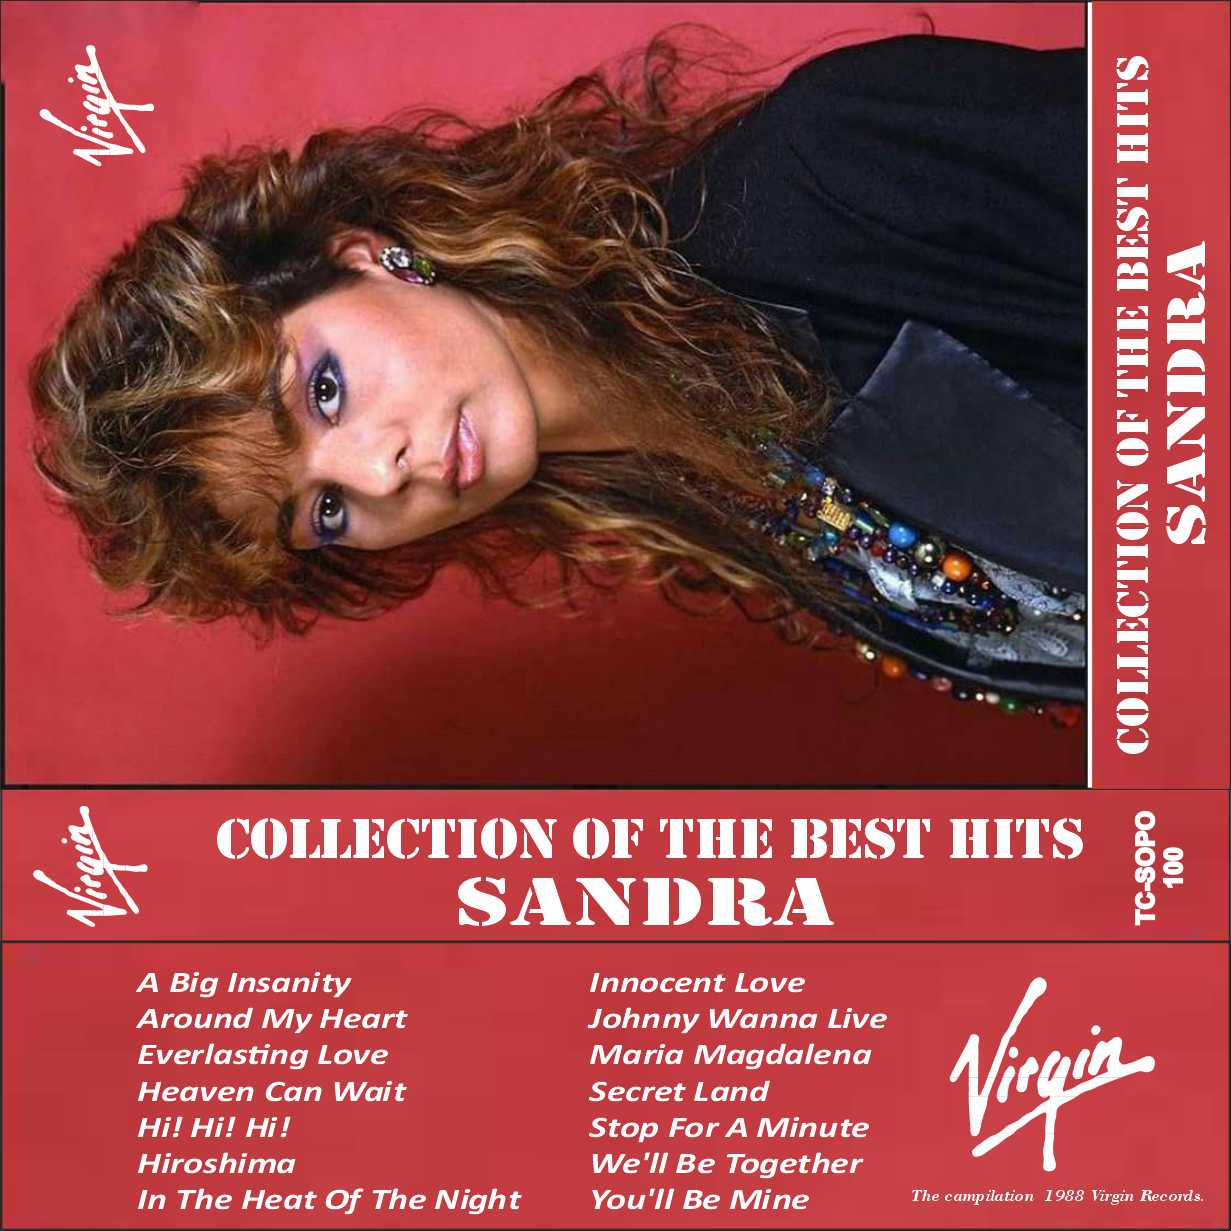 Virgin
COLLECTION OF THE BEST HITS
SANDRA
Virgin
COLLECTION OF THE BEST HITS
SANDRA
TC-SOPO
100
A Big Insanity
Around My Heart
Everlasting Love
Heaven Can Wait
Hi! Hi! Hi!
Hiroshima
In The Heat Of The Night
Innocent Love
Johnny Wanna Live
Maria Magdalena
Secret Land
Stop For A Minute
We'll Be Together
You'll Be Mine
Virgin
The campilation 1988 Virgin Records.